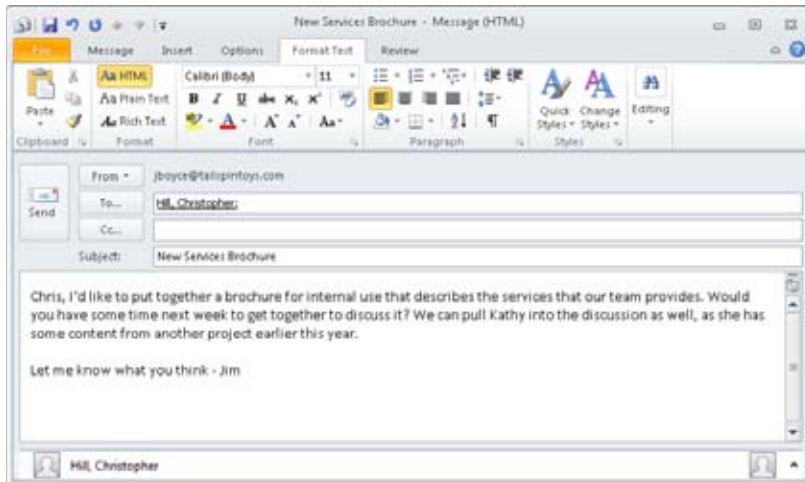 New Services Brochure - Message (HTML)
File Message Insert Options Format Text Review
Paste
Aa HTML
Aa Plain Text
Aa Rich Text
Calibri (Body) 11
B I U abc X, X²
A A A Aa
Quick Styles
Change Styles
Editing
Clipboard Format Font Paragraph Styles
Send
From jboyce@tailspintoys.com
To... Hill, Christopher;
Cc...
Subject: New Services Brochure
Chris, I'd like to put together a brochure for internal use that describes the services that our team provides. Would
you have some time next week to get together to discuss it? We can pull Kathy into the discussion as well, as she has
some content from another project earlier this year.
Let me know what you think - Jim
Hill, Christopher